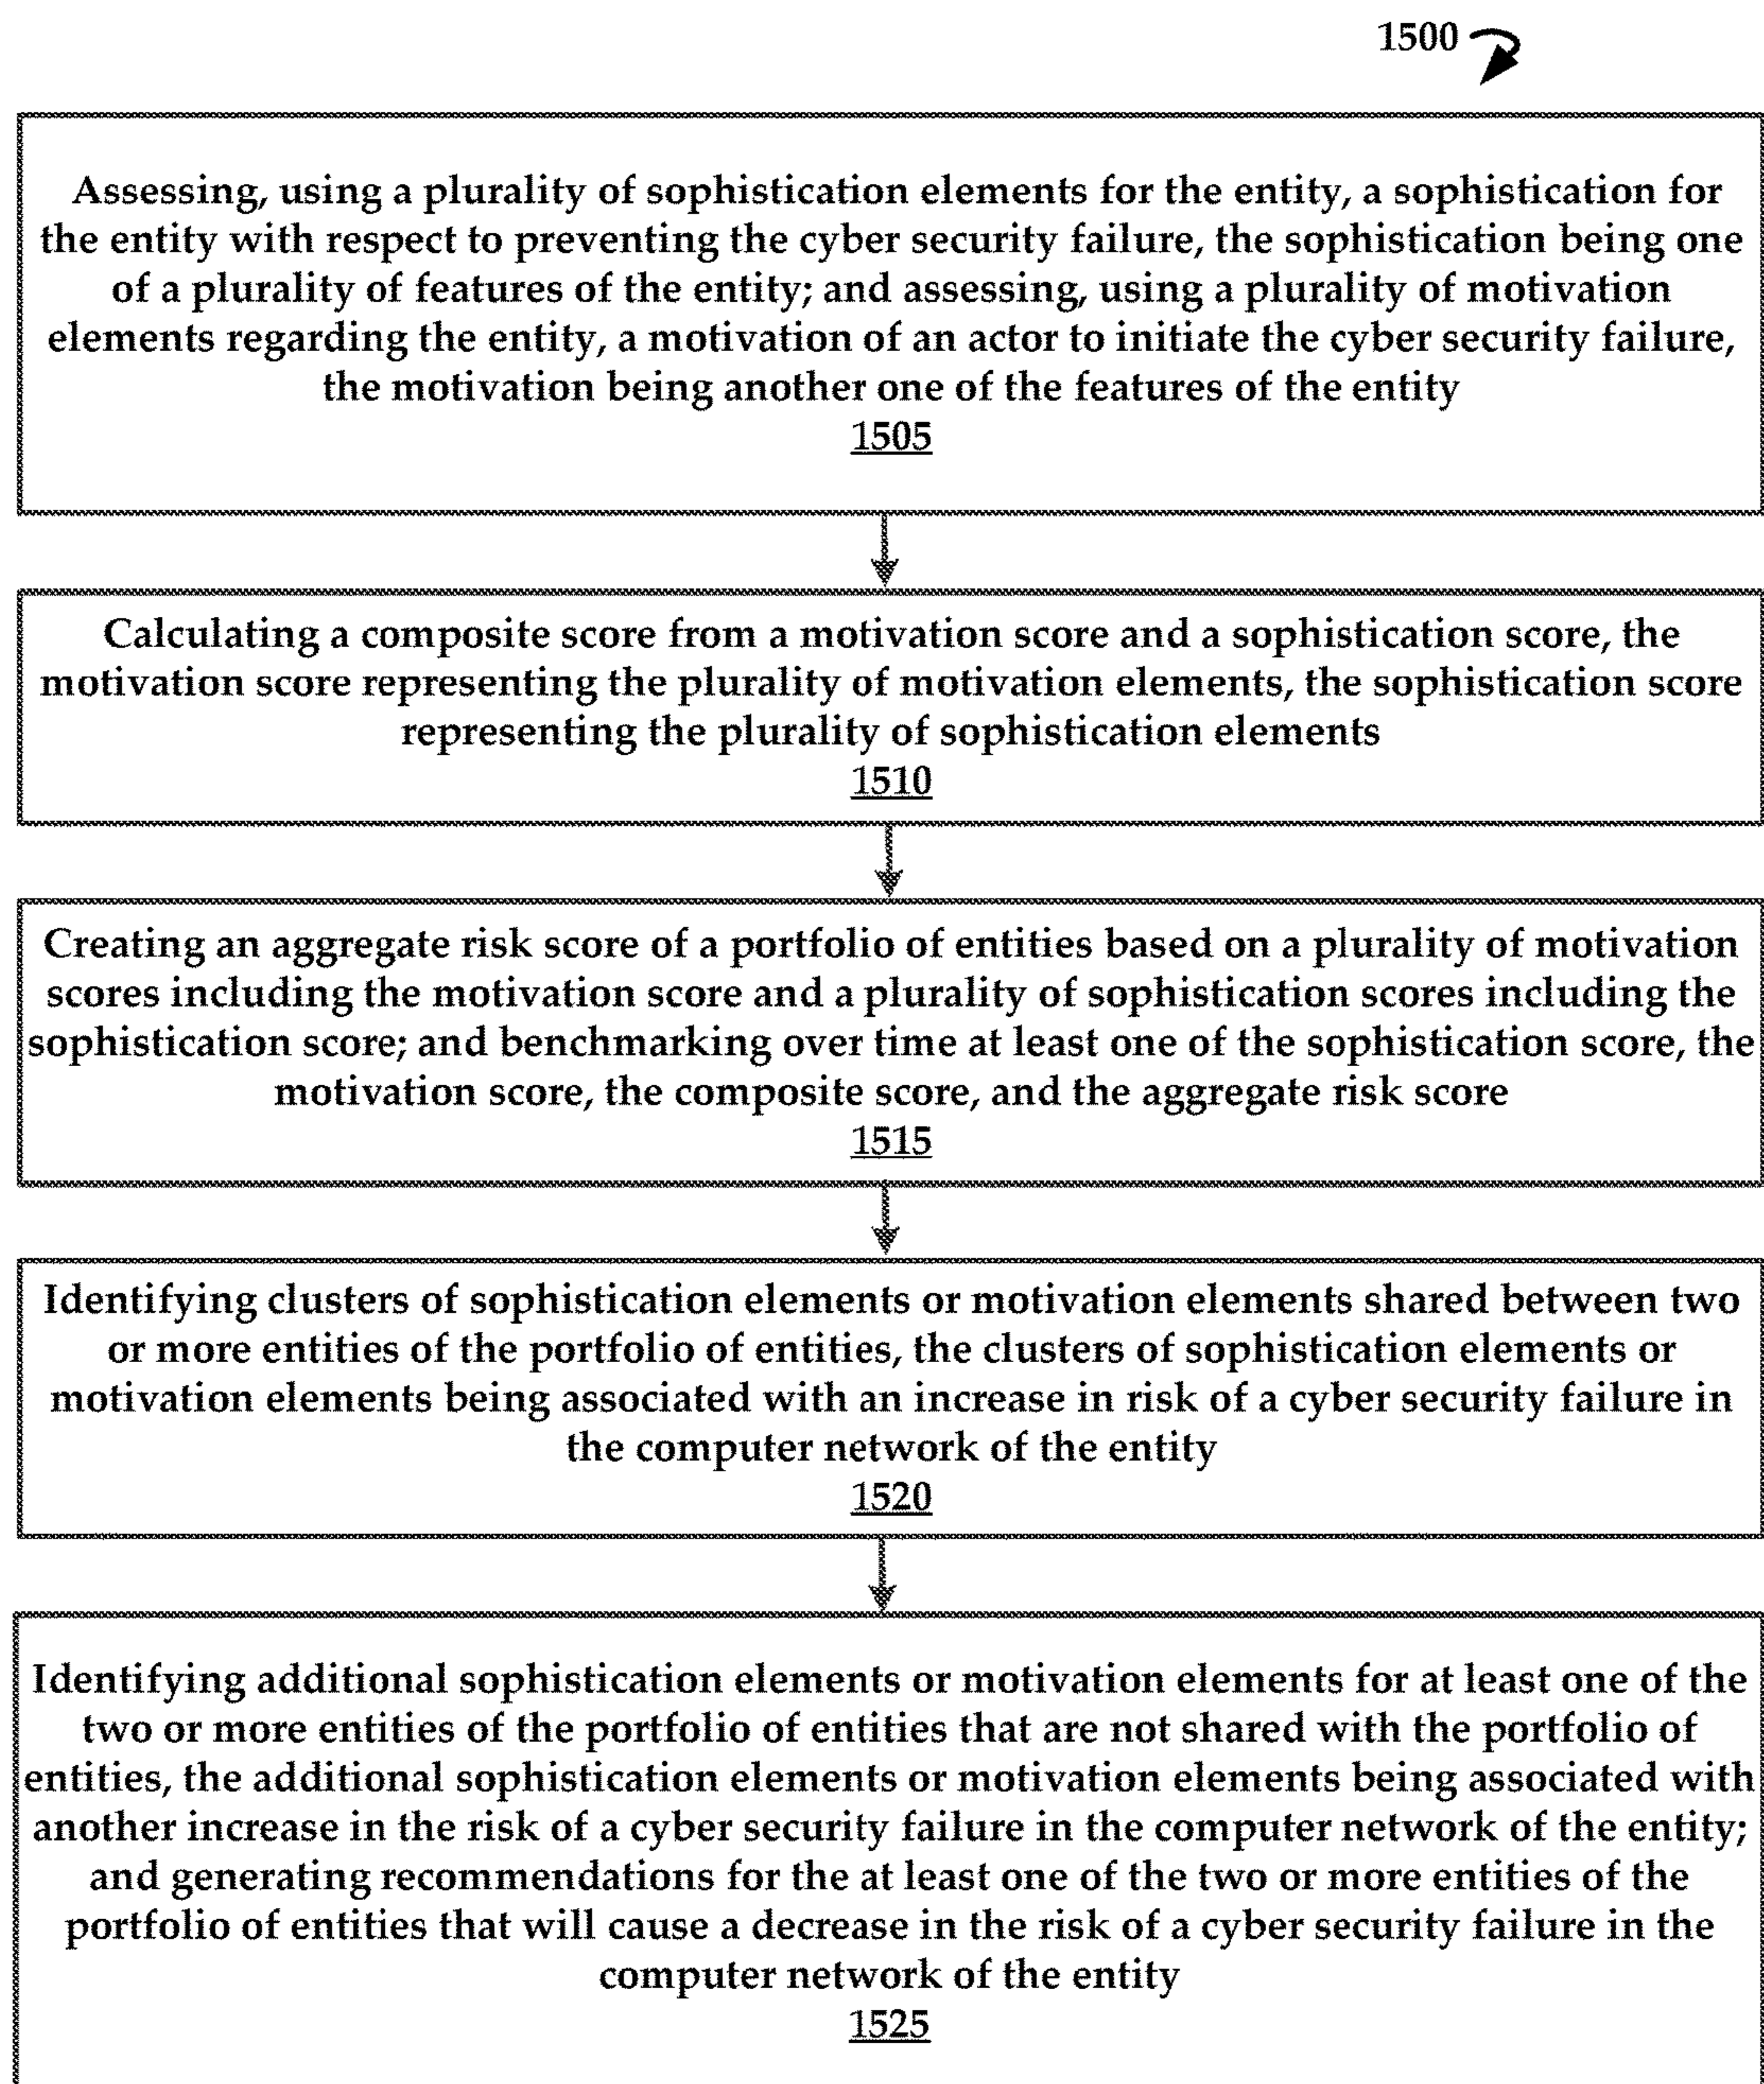 1500
Assessing, using a plurality of sophistication elements for the entity, a sophistication for
the entity with respect to preventing the cyber security failure, the sophistication being one
of a plurality of features of the entity; and assessing, using a plurality of motivation
elements regarding the entity, a motivation of an actor to initiate the cyber security failure,
the motivation being another one of the features of the entity
1505
Calculating a composite score from a motivation score and a sophistication score, the
motivation score representing the plurality of motivation elements, the sophistication score
representing the plurality of sophistication elements
1510
Creating an aggregate risk score of a portfolio of entities based on a plurality of motivation
scores including the motivation score and a plurality of sophistication scores including the
sophistication score; and benchmarking over time at least one of the sophistication score, the
motivation score, the composite score, and the aggregate risk score
1515
Identifying clusters of sophistication elements or motivation elements shared between two
or more entities of the portfolio of entities, the clusters of sophistication elements or
motivation elements being associated with an increase in risk of a cyber security failure in
the computer network of the entity
1520
Identifying additional sophistication elements or motivation elements for at least one of the
two or more entities of the portfolio of entities that are not shared with the portfolio of
entities, the additional sophistication elements or motivation elements being associated with
another increase in the risk of a cyber security failure in the computer network of the entity;
and generating recommendations for the at least one of the two or more entities of the
portfolio of entities that will cause a decrease in the risk of a cyber security failure in the
computer network of the entity
1525